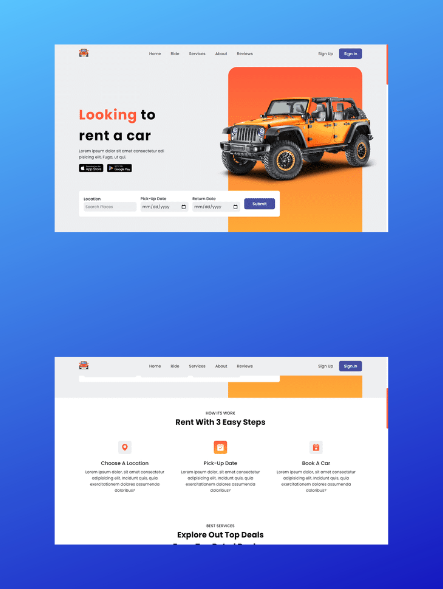 Home Ride Services About Reviews Sign Up Sign In
Looking to
rent a car
Lorem ipsum dolor sit amet consectetur ad
pisicing elit. Fuga, ut qui.
App Store Google Play
Location Pick-Up Date Return Date
Search Places mm/dd/yyyy mm/dd/yyyy Submit
Home Ride Services About Reviews Sign Up Sign In
HOW ITS WORK
Rent With 3 Easy Steps
Choose A Location Pick-Up Date Book A Car
Lorem ipsum dolor sit amet consectetur Lorem ipsum dolor sit amet consectetur Lorem ipsum dolor sit amet consectetur
adipisicing elit. Incidunt quis, quia adipisicing elit. Incidunt quis, quia adipisicing elit. Incidunt quis, quia
exercitationem dolores assumenda exercitationem dolores assumenda exercitationem dolores assumenda
doloribus? doloribus? doloribus?
BEST SERVICES
Explore Out Top Deals